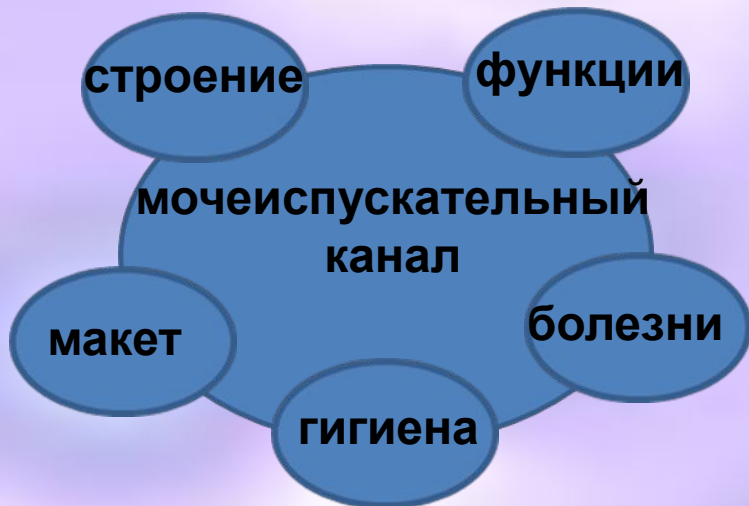 строение
функции
мочеиспускательный
канал
макет
болезни
гигиена